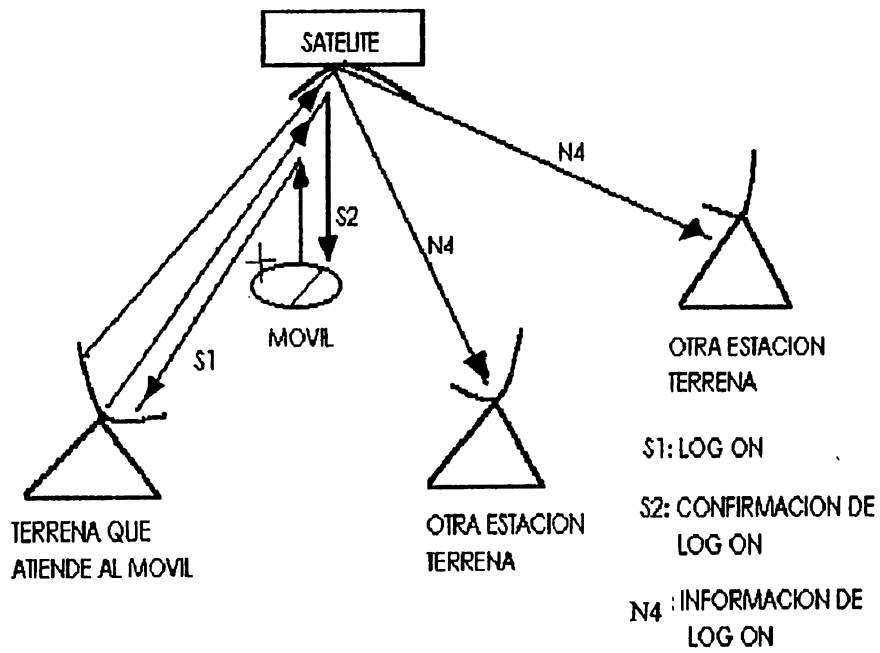 SATELITE
N4
S2
N4
MOVIL
S1
OTRA ESTACION
TERRENA
S1: LOG ON
S2: CONFIRMACION DE
LOG ON
TERRENA QUE
ATIENDE AL MOVIL
OTRA ESTACION
TERRENA
N4 : INFORMACION DE
LOG ON